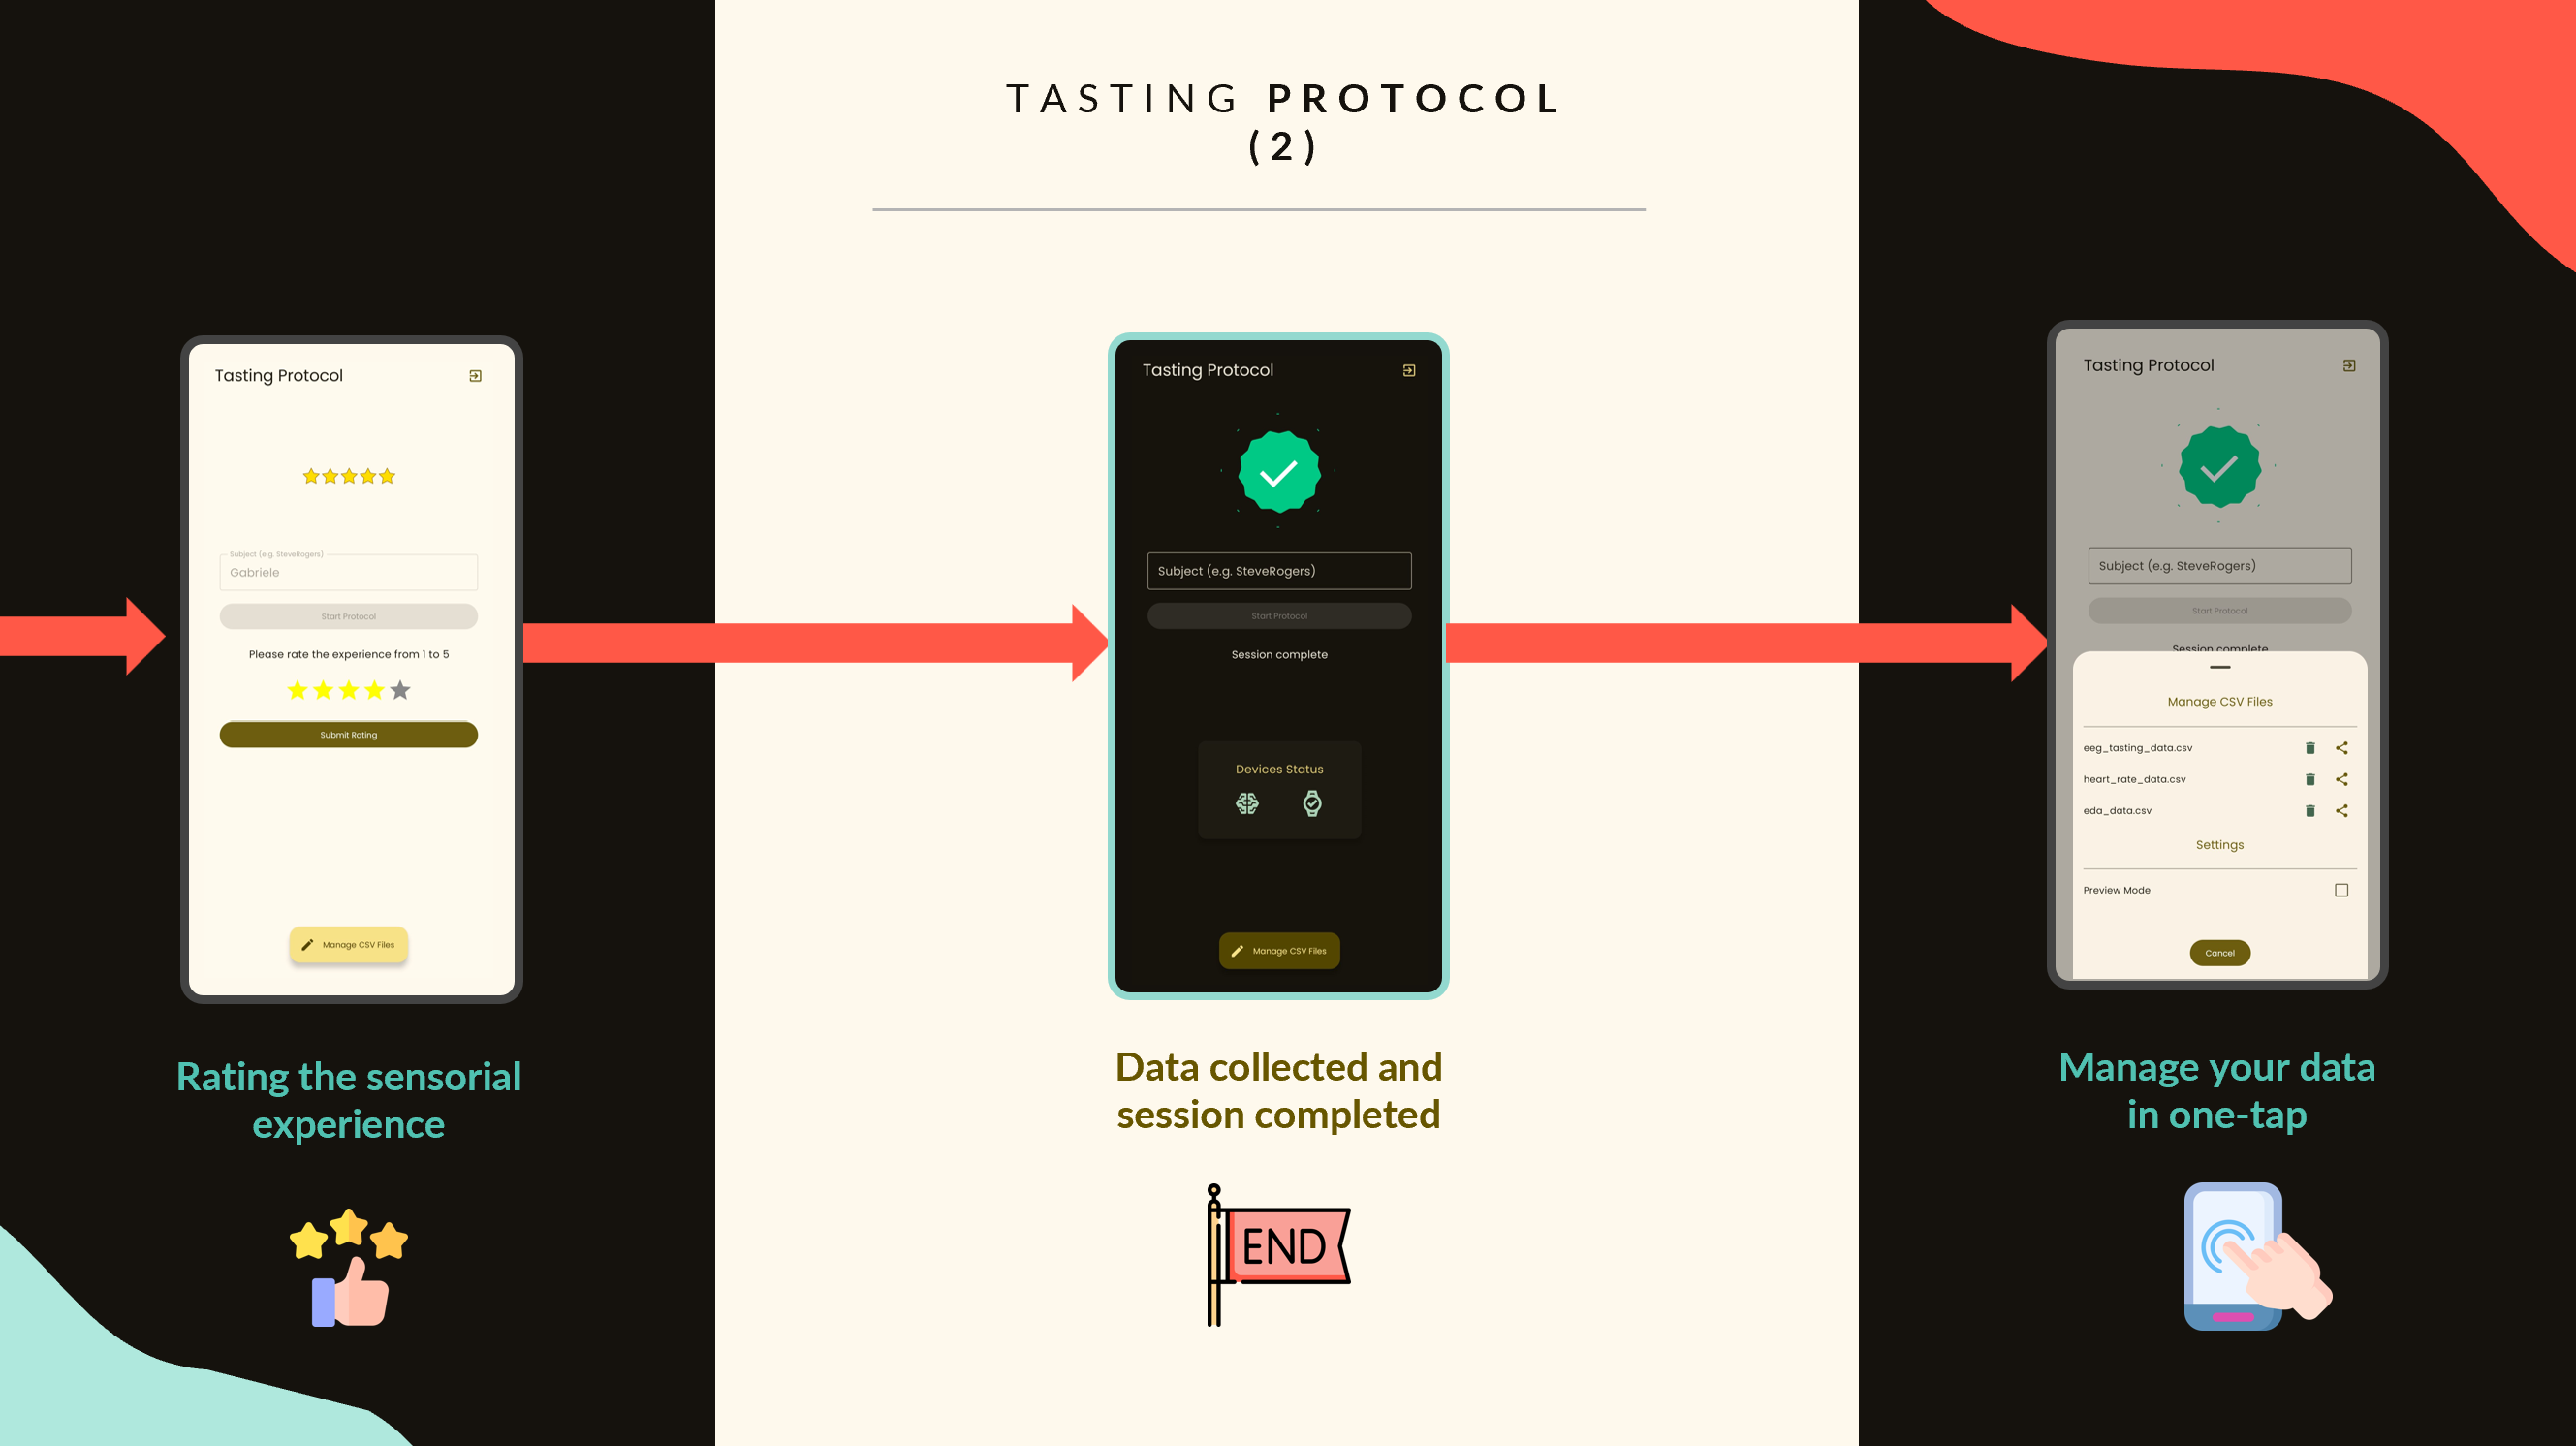 TASTING PROTOCOL
(2)
Tasting Protocol
Subject (e.g. SteveRogers)
Gabriele
Start Protocol
Please rate the experience from 1 to 5
Submit Rating
Manage CSV Files
Rating the sensorial
experience
Tasting Protocol
Subject (e.g. SteveRogers)
Start Protocol
Session complete
Devices Status
Manage CSV Files
Data collected and
session completed
END
Tasting Protocol
Subject (e.g. SteveRogers)
Start Protocol
Session complete
Manage CSV Files
eeg_tasting_data.csv
heart_rate_data.csv
eda_data.csv
Settings
Preview Mode
Cancel
Manage your data
in one-tap